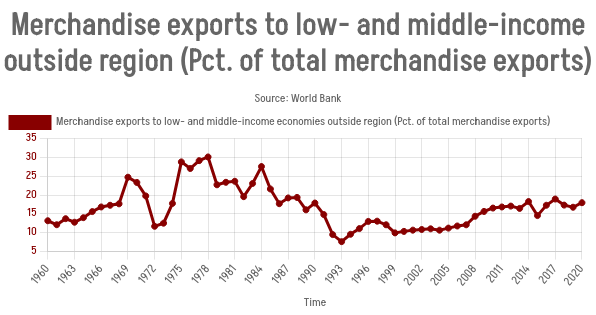 Merchandise exports to low- and middle-income
outside region (Pct. of total merchandise exports)
Source: World Bank
Merchandise exports to low- and middle-income economies outside region (Pct. of total merchandise exports)
35
30
25
20
15
10
5
1960 1963 1966 1969 1972 1975 1978 1981 1984 1987 1990 1993 1996 1999 2002 2005 2008 2011 2014 2017 2020
Time